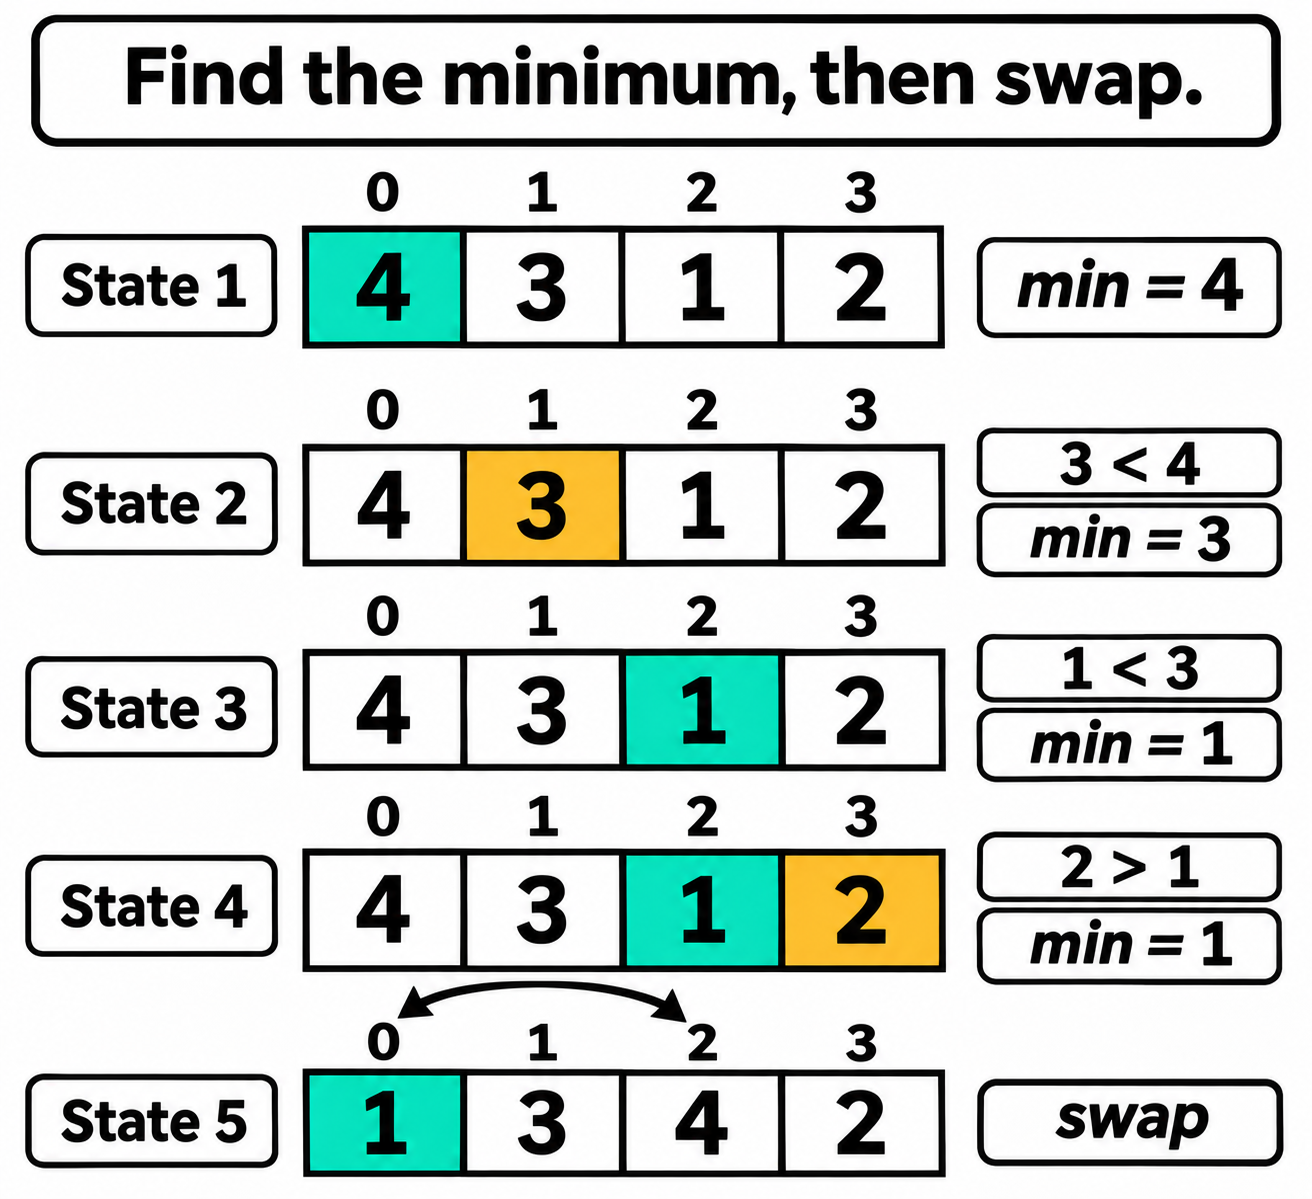 Find the minimum, then swap.
0 1 2 3
State 1 4 3 1 2 min = 4
0 1 2 3
State 2 4 3 1 2 3 < 4
min = 3
0 1 2 3
State 3 4 3 1 2 1 < 3
min = 1
0 1 2 3
State 4 4 3 1 2 2 > 1
min = 1
0 1 2 3
State 5 1 3 4 2 swap